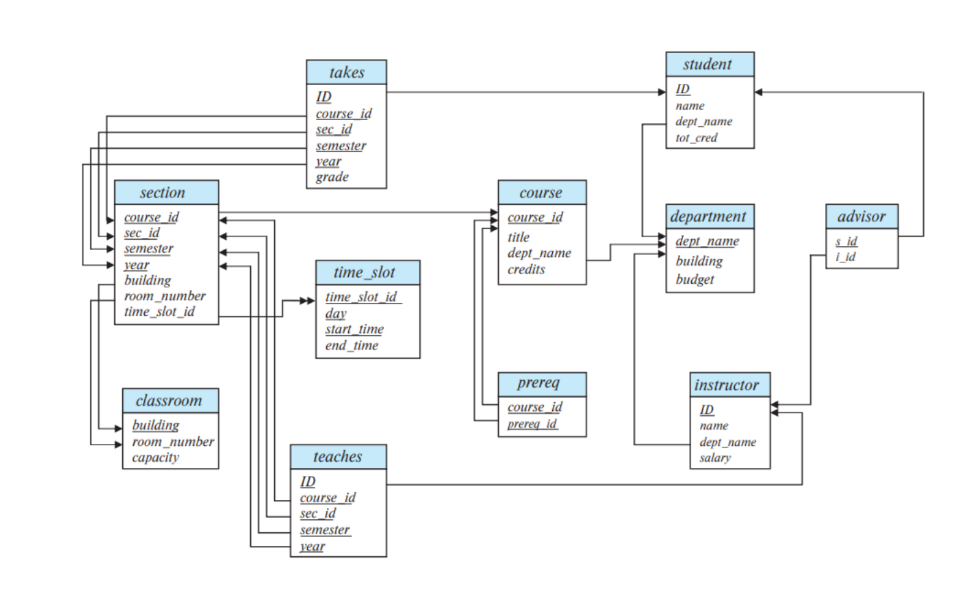 takes
ID
course_id
sec_id
semester
year
grade
student
ID
name
dept_name
tot_cred
section
course_id
sec_id
semester
year
building
room_number
time_slot_id
course
course_id
title
dept_name
credits
department
dept_name
building
budget
advisor
s_id
i_id
time_slot
time_slot_id
day
start_time
end_time
prereq
course_id
prereq_id
instructor
ID
name
dept_name
salary
classroom
building
room_number
capacity
teaches
ID
course_id
sec_id
semester
year